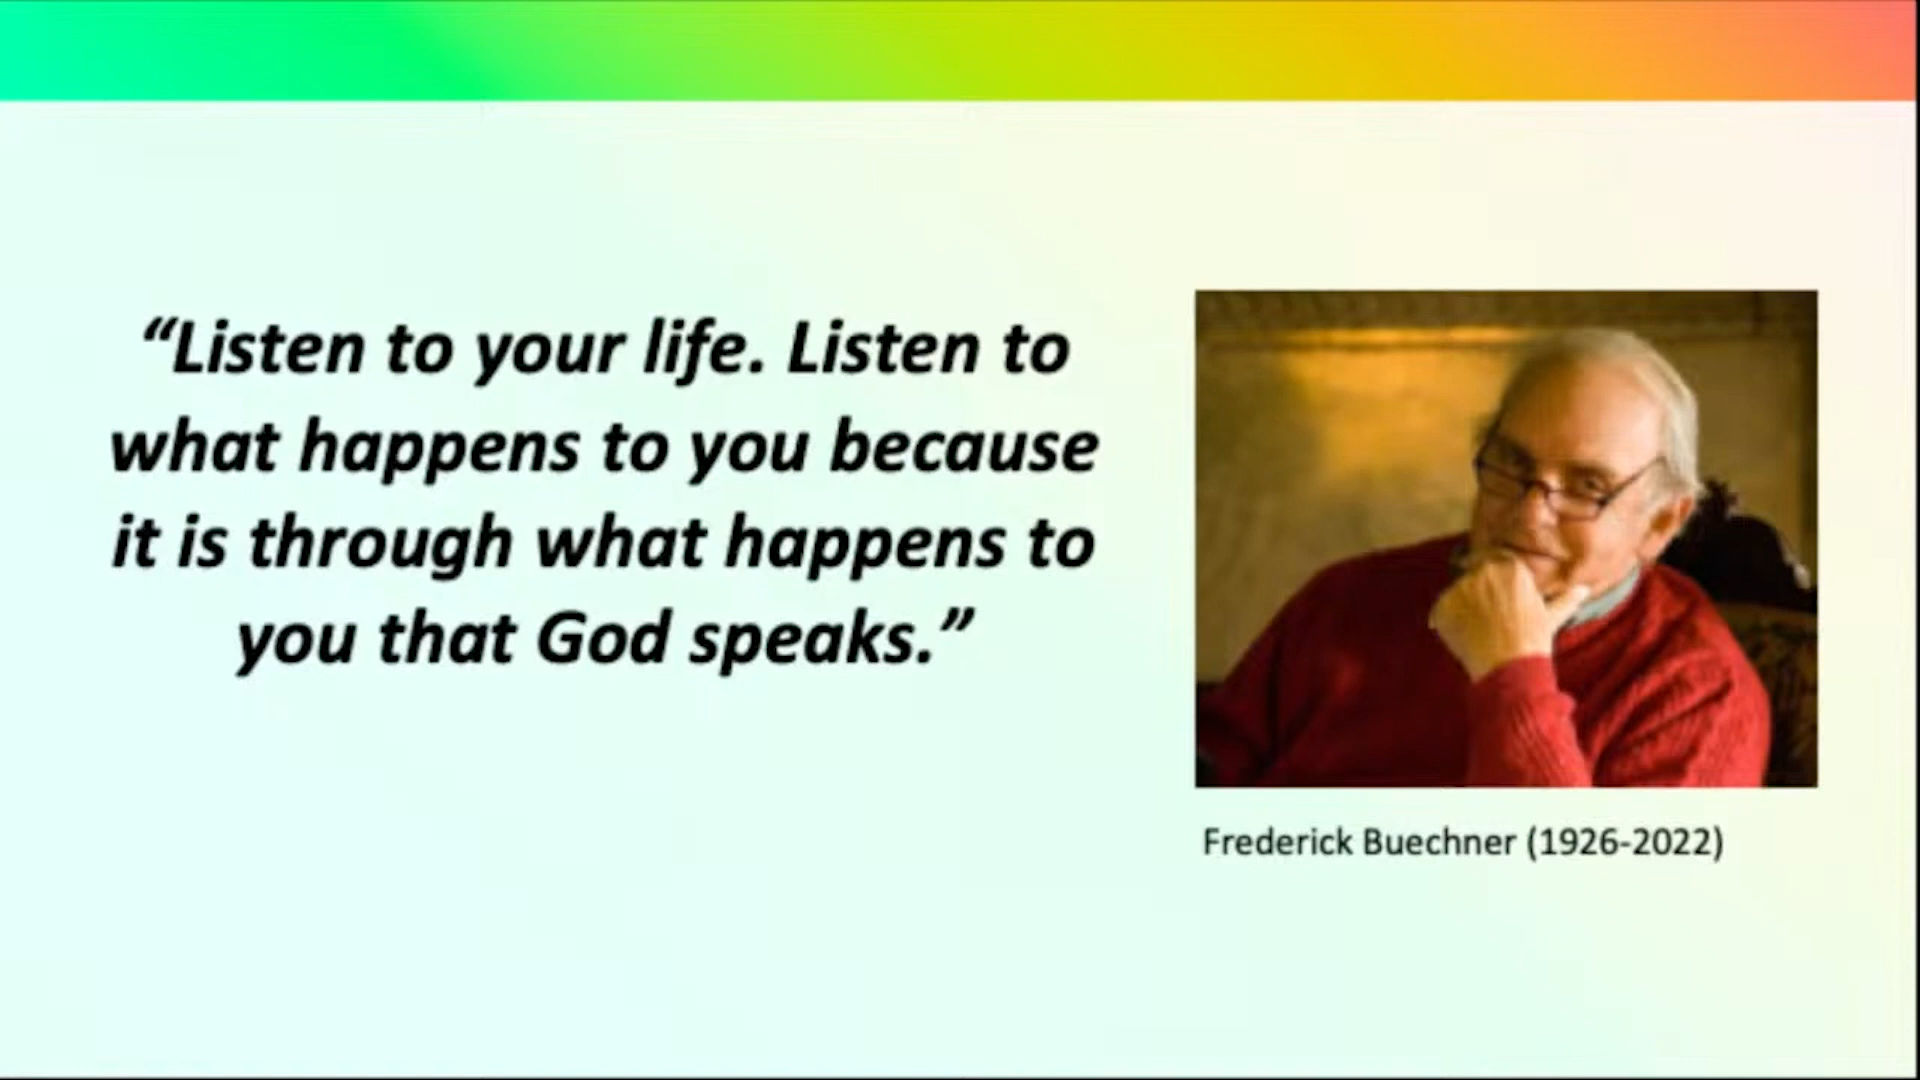 “Listen to your life. Listen to
what happens to you because
it is through what happens to
you that God speaks.”
Frederick Buechner (1926-2022)